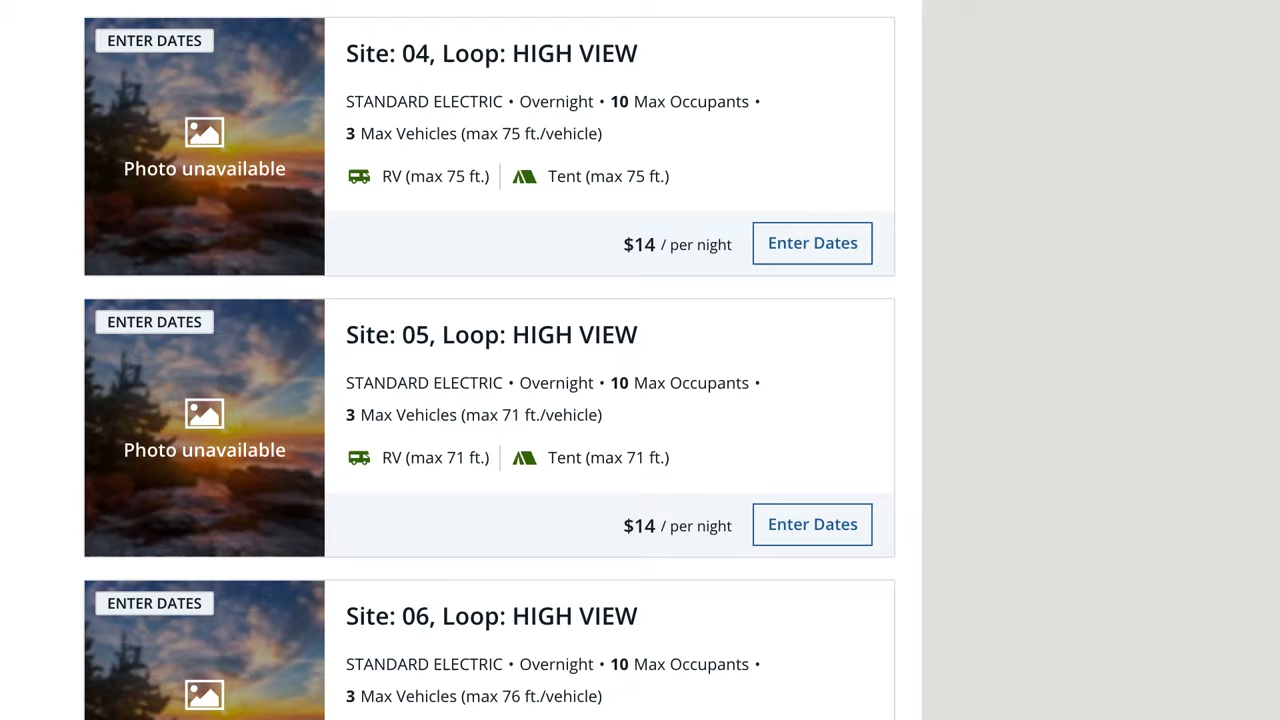 ENTER DATES
Photo unavailable
Site: 04, Loop: HIGH VIEW
STANDARD ELECTRIC • Overnight • 10 Max Occupants •
3 Max Vehicles (max 75 ft./vehicle)
RV (max 75 ft.)
Tent (max 75 ft.)
$14 / per night
Enter Dates
ENTER DATES
Photo unavailable
Site: 05, Loop: HIGH VIEW
STANDARD ELECTRIC • Overnight • 10 Max Occupants •
3 Max Vehicles (max 71 ft./vehicle)
RV (max 71 ft.)
Tent (max 71 ft.)
$14 / per night
Enter Dates
ENTER DATES
Site: 06, Loop: HIGH VIEW
STANDARD ELECTRIC • Overnight • 10 Max Occupants •
3 Max Vehicles (max 76 ft./vehicle)